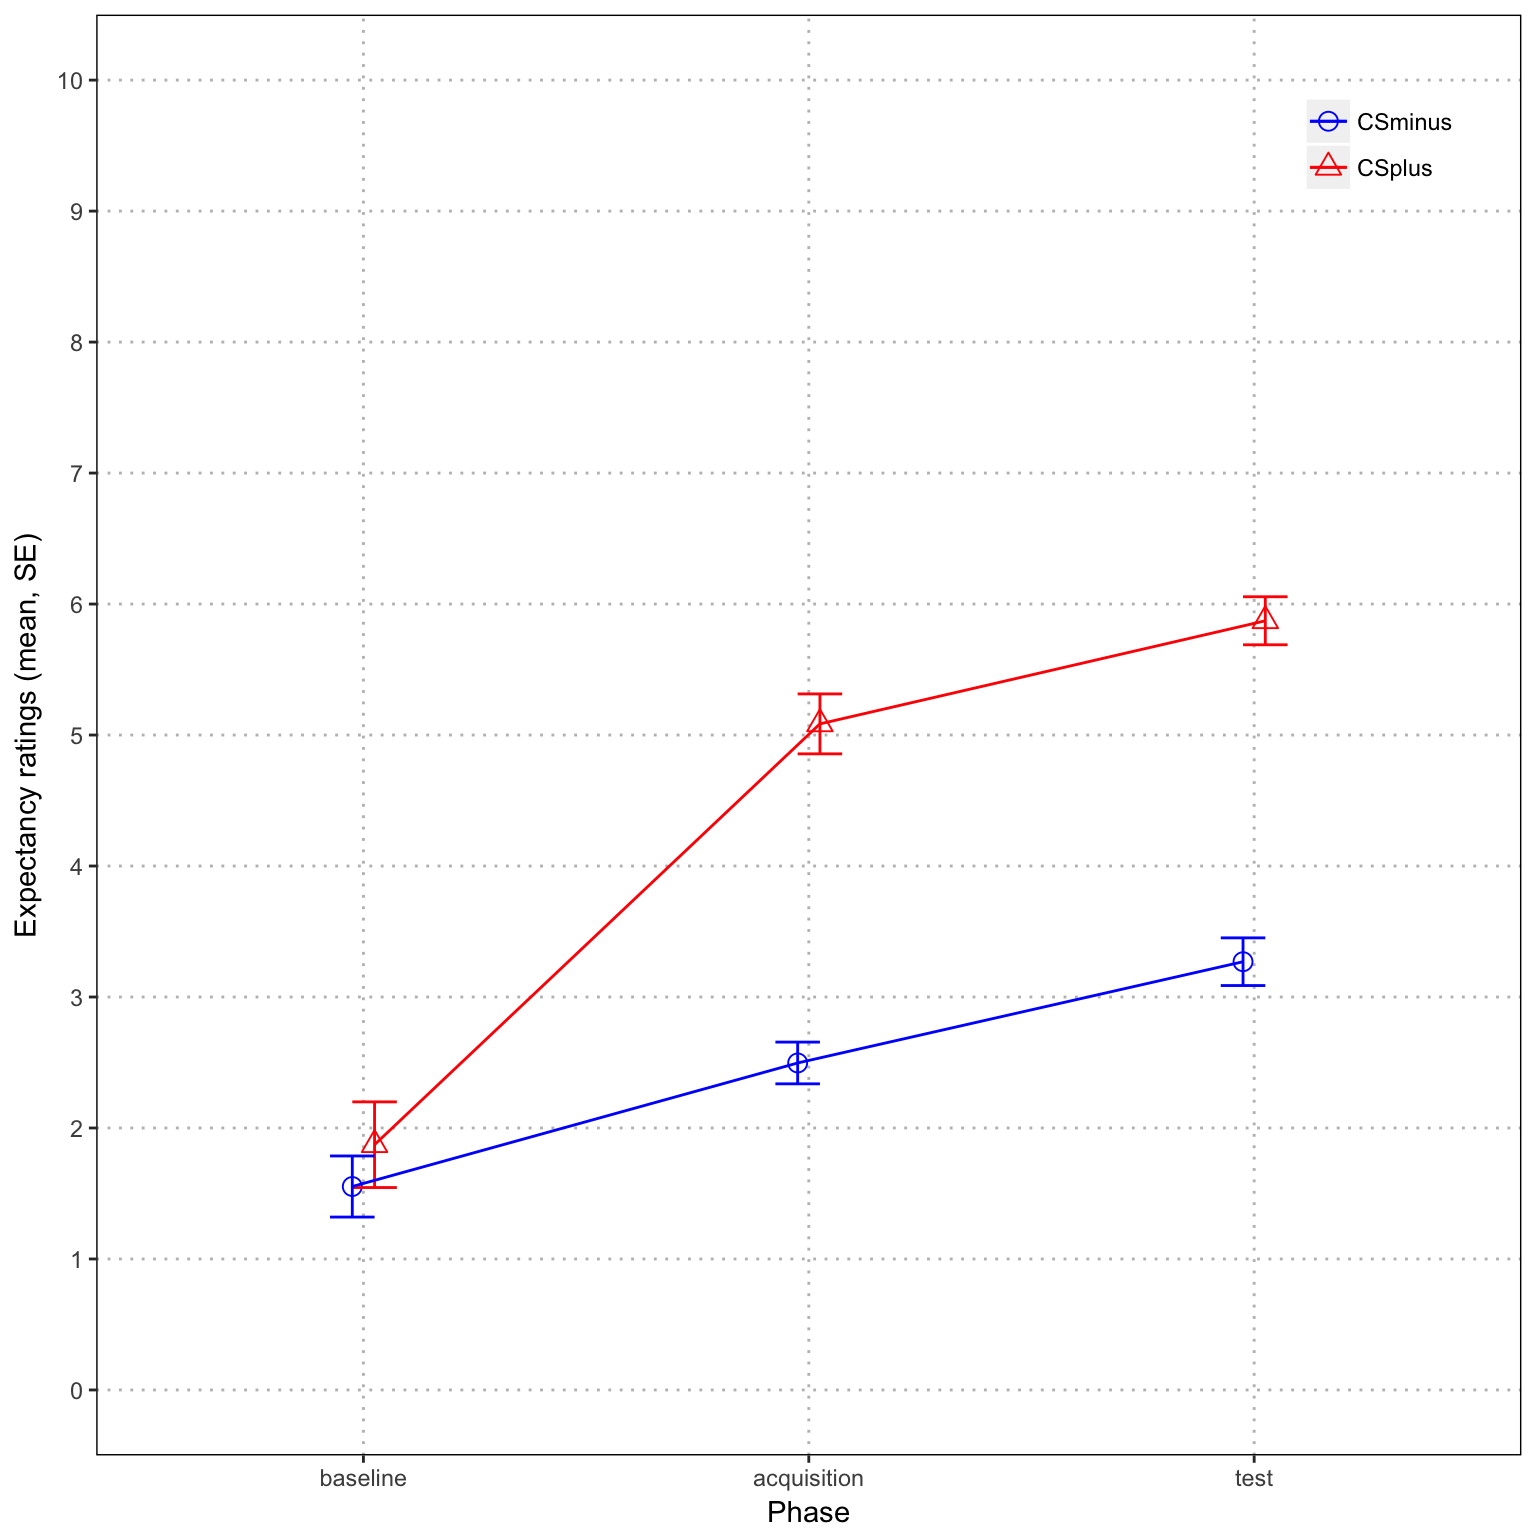 10
9
8
7
6
5
4
3
2
1
0
Expectancy ratings (mean, SE)
CSminus
CSplus
baseline acquisition test
Phase